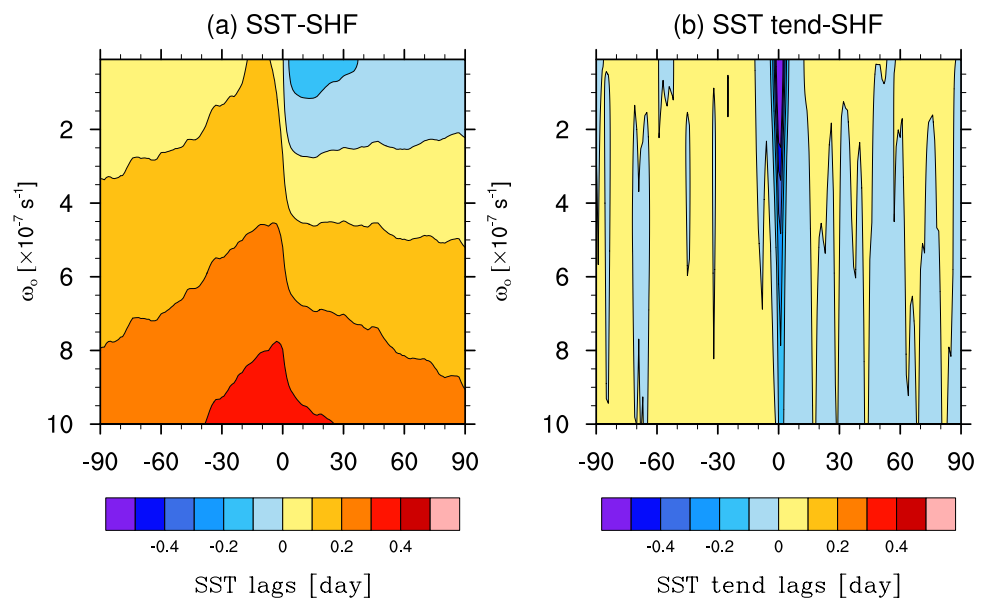 (a) SST-SHF
(b) SST tend-SHF
2
4
6
8
10
ω₀ [×10⁻⁷ s⁻¹]
-90 -60 -30 0 30 60 90
-0.4 -0.2 0 0.2 0.4
SST lags [day]
2
4
6
8
10
ω₀ [×10⁻⁷ s⁻¹]
-90 -60 -30 0 30 60 90
-0.4 -0.2 0 0.2 0.4
SST tend lags [day]